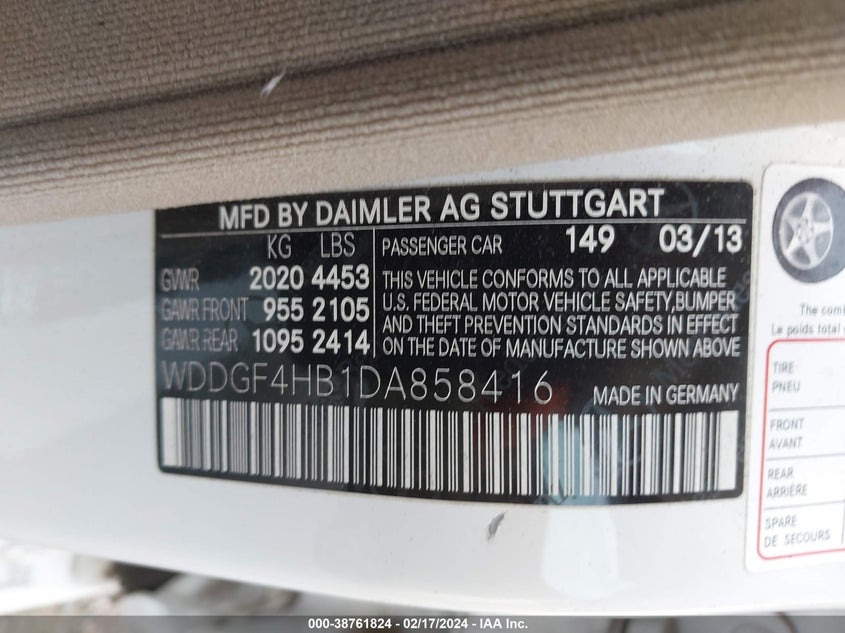 MFD BY DAIMLER AG STUTTGART
KG LBS
GVWR 2020 4453
GAWR FRONT 955 2105
GAWR REAR 1095 2414
PASSENGER CAR 149 03/13
THIS VEHICLE CONFORMS TO ALL APPLICABLE
U.S. FEDERAL MOTOR VEHICLE SAFETY, BUMPER
AND THEFT PREVENTION STANDARDS IN EFFECT
ON THE DATE OF MANUFACTURE SHOWN ABOVE
WDDGF4HB1DA858416 MADE IN GERMANY
The comb
Le poids total
TIRE
PNEU
FRONT
AVANT
REAR
ARRIÈRE
SPARE
DE SECOURS
000-38761824 - 02/17/2024 - IAA Inc.